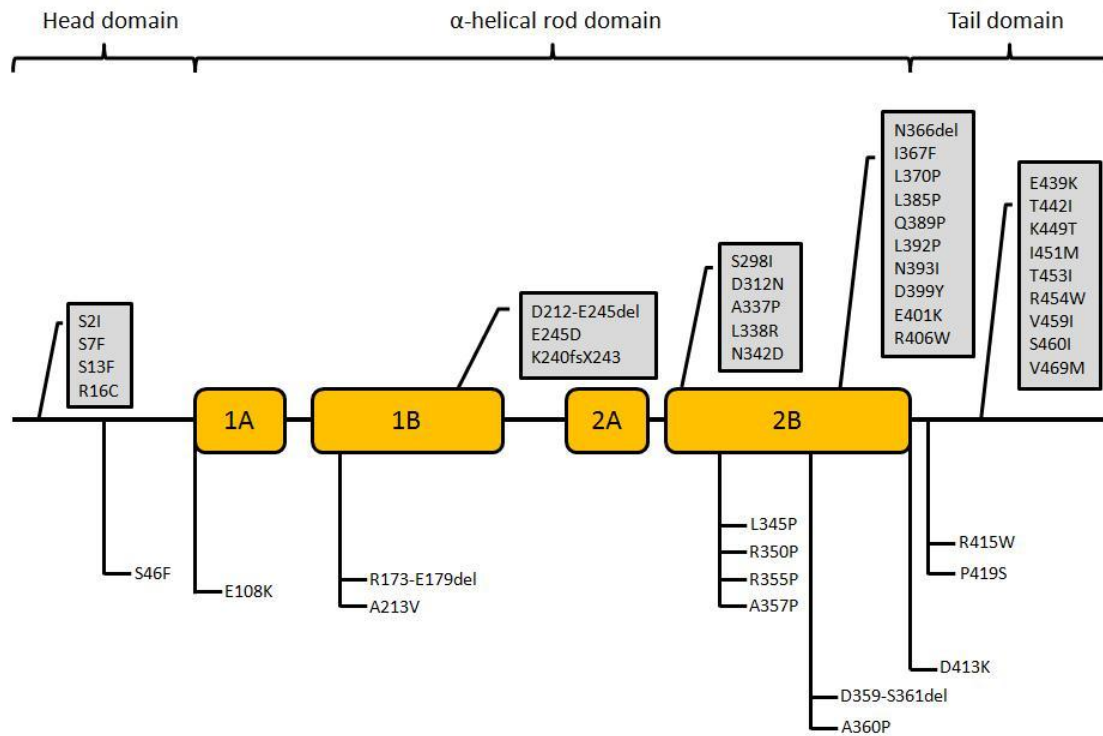 Head domain
α-helical rod domain
Tail domain
S2I
S7F
S13F
R16C
D212-E245del
E245D
K240fsX243
S298I
D312N
A337P
L338R
N342D
N366del
I367F
L370P
L385P
Q389P
L392P
N393I
D399Y
E401K
R406W
E439K
T442I
K449T
I451M
T453I
R454W
V459I
S460I
V469M
1A
1B
2A
2B
S46F
E108K
R173-E179del
A213V
L345P
R350P
R355P
A357P
D359-S361del
A360P
D413K
R415W
P419S